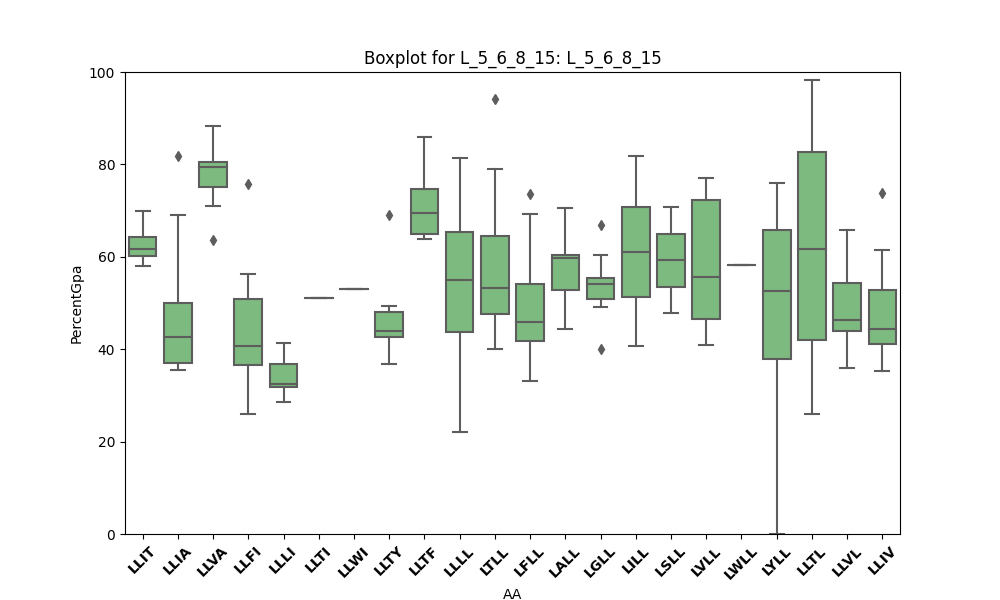 Boxplot for L_5_6_8_15: L_5_6_8_15
100
80
60
40
20
0
PercentGpa
LLIT LLIA LLVA LLFI LLLI LLTI LLWI LLTY LLTF LLLL LTLL LFLL LALL LGLL LILL LSLL LVLL LWLL LYLL LLTL LLVL LLIV
AA